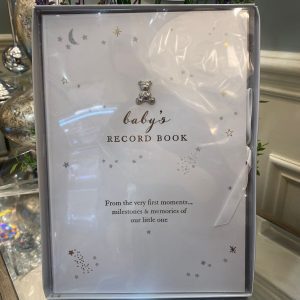 baby's
RECORD BOOK
From the very first moments...
milestones & memories of
our little one